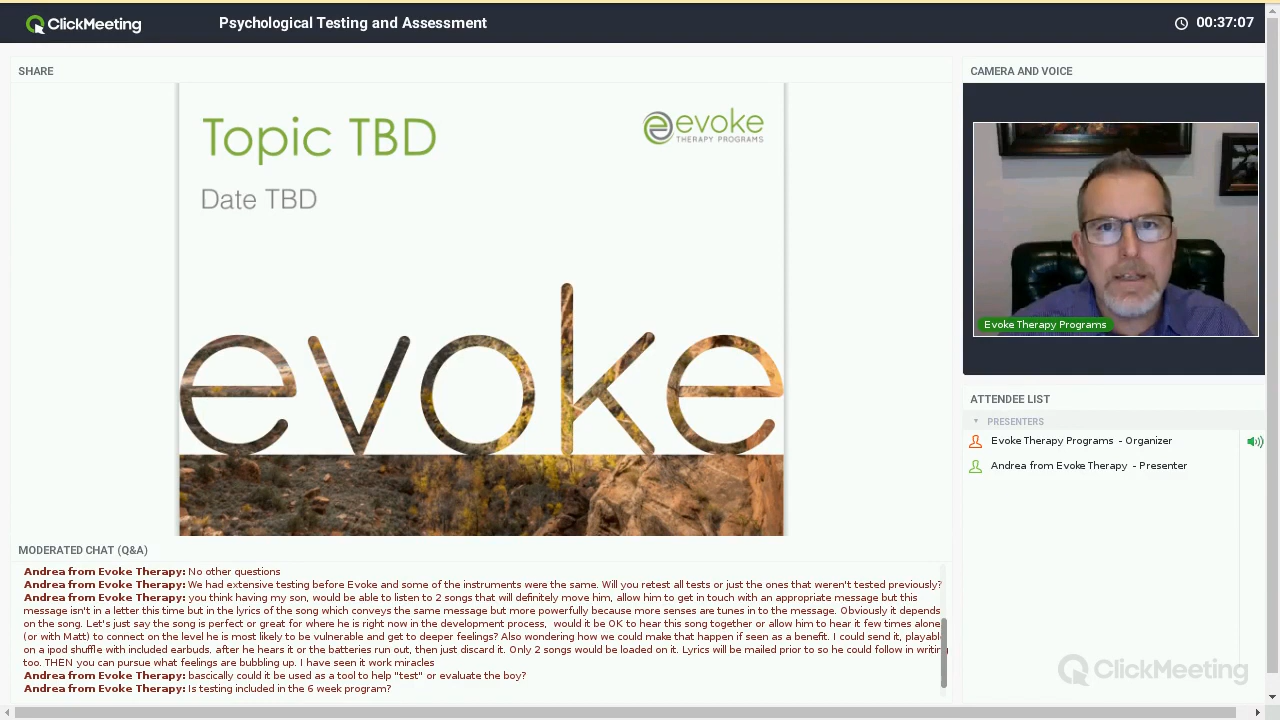 ClickMeeting
Psychological Testing and Assessment
00:37:07
SHARE
Topic TBD
evoke
THERAPY PROGRAMS
Date TBD
evoke
CAMERA AND VOICE
Evoke Therapy Programs
ATTENDEE LIST
PRESENTERS
Evoke Therapy Programs - Organizer
Andrea from Evoke Therapy - Presenter
MODERATED CHAT (Q&A)
Andrea from Evoke Therapy: No other questions
Andrea from Evoke Therapy: We had extensive testing before Evoke and some of the instruments were the same. Will you retest all tests or just the ones that weren't tested previously?
Andrea from Evoke Therapy: you think having my son, would be able to listen to 2 songs that will definitely move him, allow him to get in touch with an appropriate message but this
message isn't in a letter this time but in the lyrics of the song which conveys the same message but more powerfully because more senses are tunes in to the message. Obviously it depends
on the song. Let's just say the song is perfect or great for where he is right now in the development process, would it be OK to hear this song together or allow him to hear it few times alone
(or with Matt) to connect on the level he is most likely to be vulnerable and get to deeper feelings? Also wondering how we could make that happen if seen as a benefit. I could send it, playable
on a ipod shuffle with included earbuds. after he hears it or the batteries run out, then just discard it. Only 2 songs would be loaded on it. Lyrics will be mailed prior to so he could follow in writing
too. THEN you can pursue what feelings are bubbling up. I have seen it work miracles
Andrea from Evoke Therapy: bascically could it be used as a tool to help "test" or evaluate the boy?
Andrea from Evoke Therapy: Is testing included in the 6 week program?
ClickMeeting